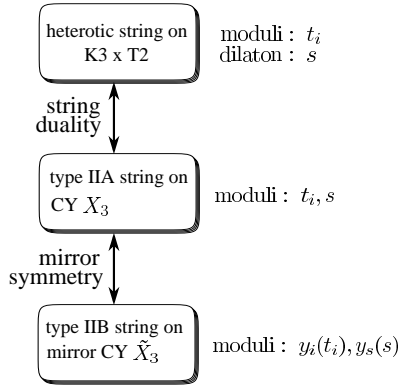 heterotic string on
K3 x T2
moduli : t_i
dilaton : s
string
duality
type IIA string on
CY X_3
moduli : t_i, s
mirror
symmetry
type IIB string on
mirror CY X̃_3
moduli : y_i(t_i), y_s(s)